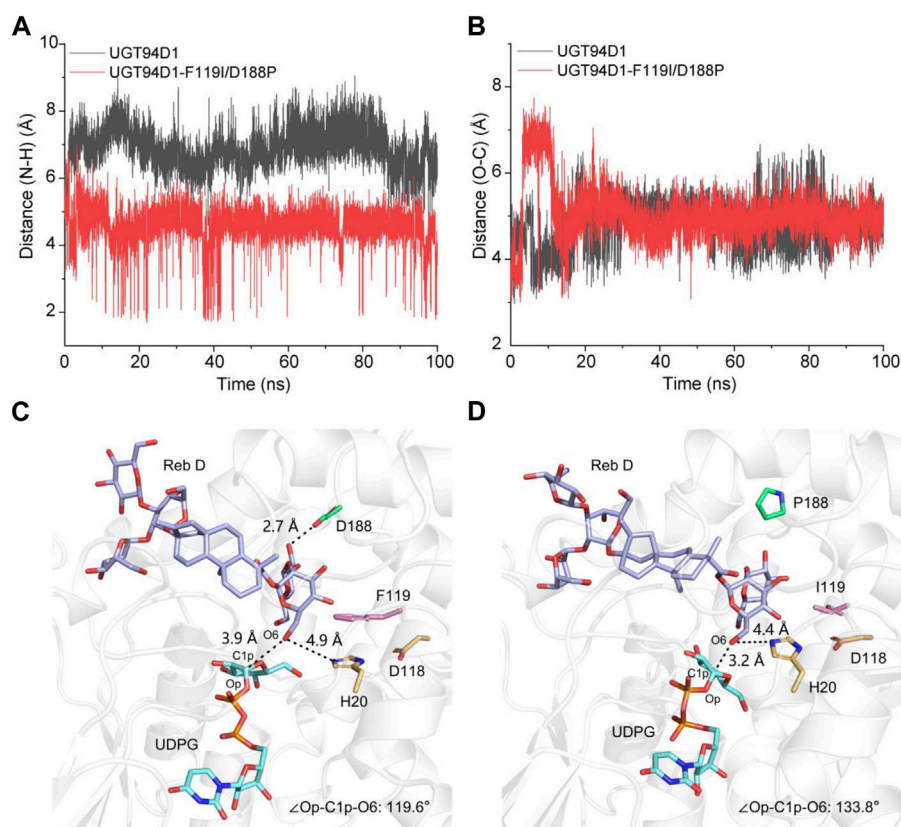 A
B
UGT94D1
UGT94D1-F119I/D188P
Distance (N-H) (Å)
10
8
6
4
2
0 20 40 60 80 100
Time (ns)
UGT94D1
UGT94D1-F119I/D188P
Distance (O-C) (Å)
8
6
4
2
0 20 40 60 80 100
Time (ns)
C
D
Reb D
2.7 Å
D188
F119
3.9 Å
O6
4.9 Å
C1p
Op
D118
H20
UDPG
∠Op-C1p-O6: 119.6°
Reb D
P188
I119
4.4 Å
O6
3.2 Å
C1p
Op
D118
H20
UDPG
∠Op-C1p-O6: 133.8°